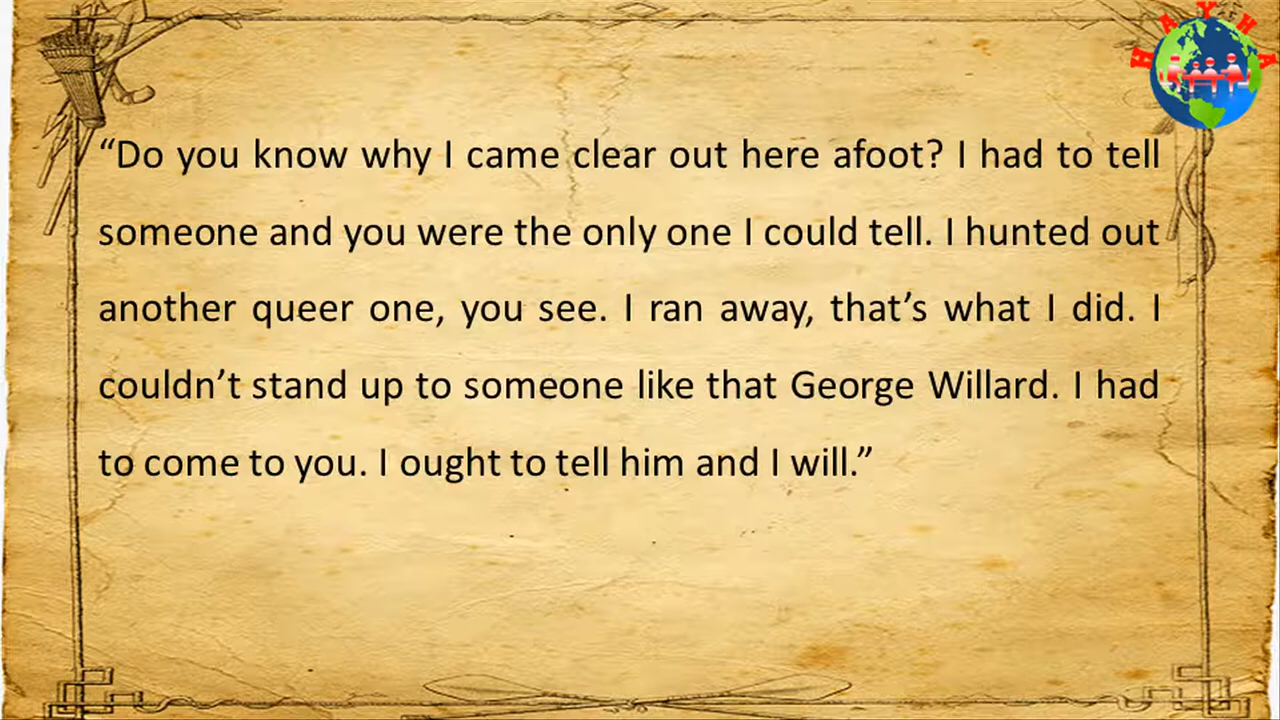 HAYHA
“Do you know why I came clear out here afoot? I had to tell
someone and you were the only one I could tell. I hunted out
another queer one, you see. I ran away, that’s what I did. I
couldn’t stand up to someone like that George Willard. I had
to come to you. I ought to tell him and I will.”